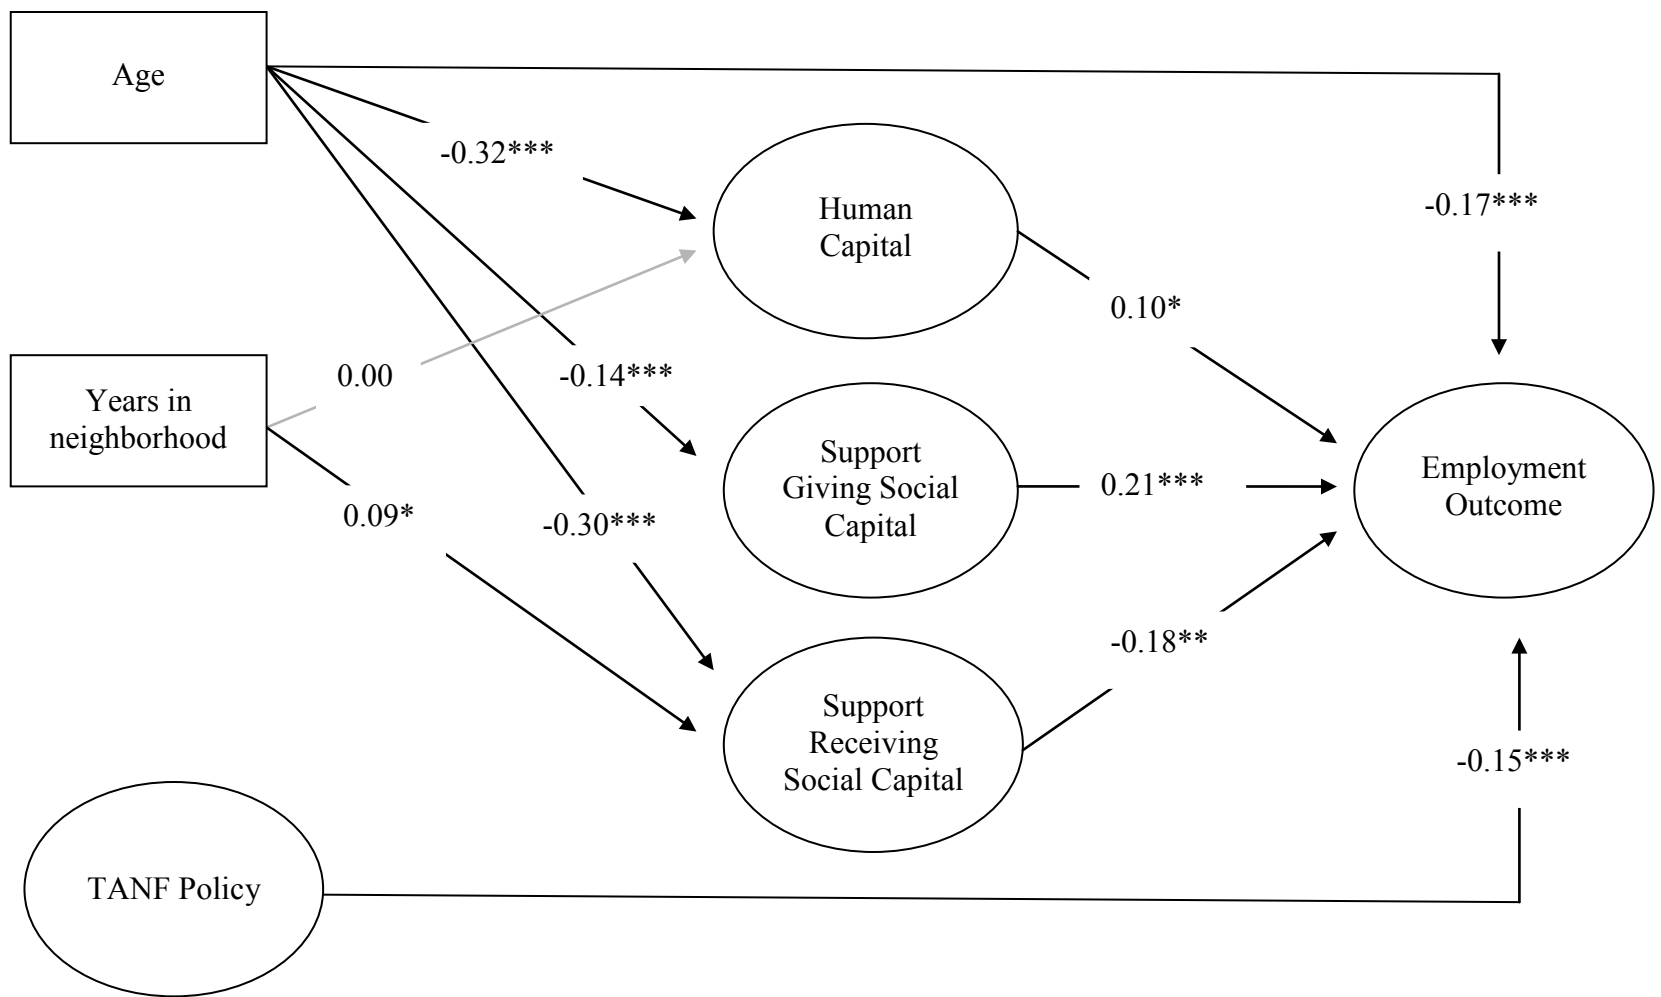 Age
-0.32***
Human
Capital
-0.17***
0.10*
Years in
neighborhood
0.00
-0.14***
Support
Giving Social
Capital
0.21***
Employment
Outcome
0.09*
-0.30***
-0.18**
Support
Receiving
Social Capital
-0.15***
TANF Policy